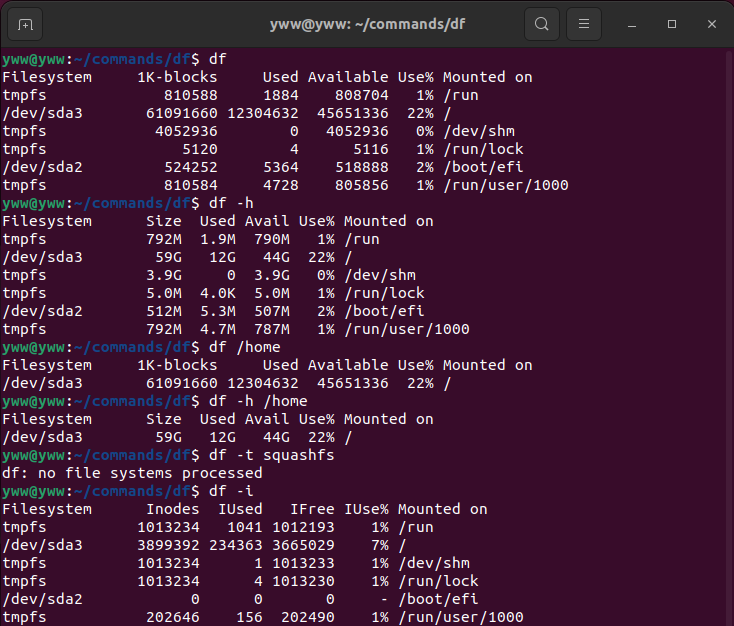 yww@yww: ~/commands/df
yww@yww:~/commands/df$ df
Filesystem     1K-blocks     Used Available Use% Mounted on
tmpfs             810588     1884    808704   1% /run
/dev/sda3       61091660 12304632  45651336  22% /
tmpfs            4052936        0   4052936   0% /dev/shm
tmpfs               5120        4      5116   1% /run/lock
/dev/sda2         524252     5364    518888   2% /boot/efi
tmpfs             810584     4728    805856   1% /run/user/1000
yww@yww:~/commands/df$ df -h
Filesystem      Size  Used Avail Use% Mounted on
tmpfs           792M  1.9M  790M   1% /run
/dev/sda3        59G   12G   44G  22% /
tmpfs           3.9G     0  3.9G   0% /dev/shm
tmpfs           5.0M  4.0K  5.0M   1% /run/lock
/dev/sda2       512M  5.3M  507M   2% /boot/efi
tmpfs           792M  4.7M  787M   1% /run/user/1000
yww@yww:~/commands/df$ df /home
Filesystem     1K-blocks     Used Available Use% Mounted on
/dev/sda3       61091660 12304632  45651336  22% /
yww@yww:~/commands/df$ df -h /home
Filesystem      Size  Used Avail Use% Mounted on
/dev/sda3        59G   12G   44G  22% /
yww@yww:~/commands/df$ df -t squashfs
df: no file systems processed
yww@yww:~/commands/df$ df -i
Filesystem      Inodes  IUsed   IFree IUse% Mounted on
tmpfs          1013234   1041 1012193    1% /run
/dev/sda3      3899392 234363 3665029    7% /
tmpfs          1013234      1 1013233    1% /dev/shm
tmpfs          1013234      4 1013230    1% /run/lock
/dev/sda2            0      0       0     - /boot/efi
tmpfs           202646    156  202490    1% /run/user/1000